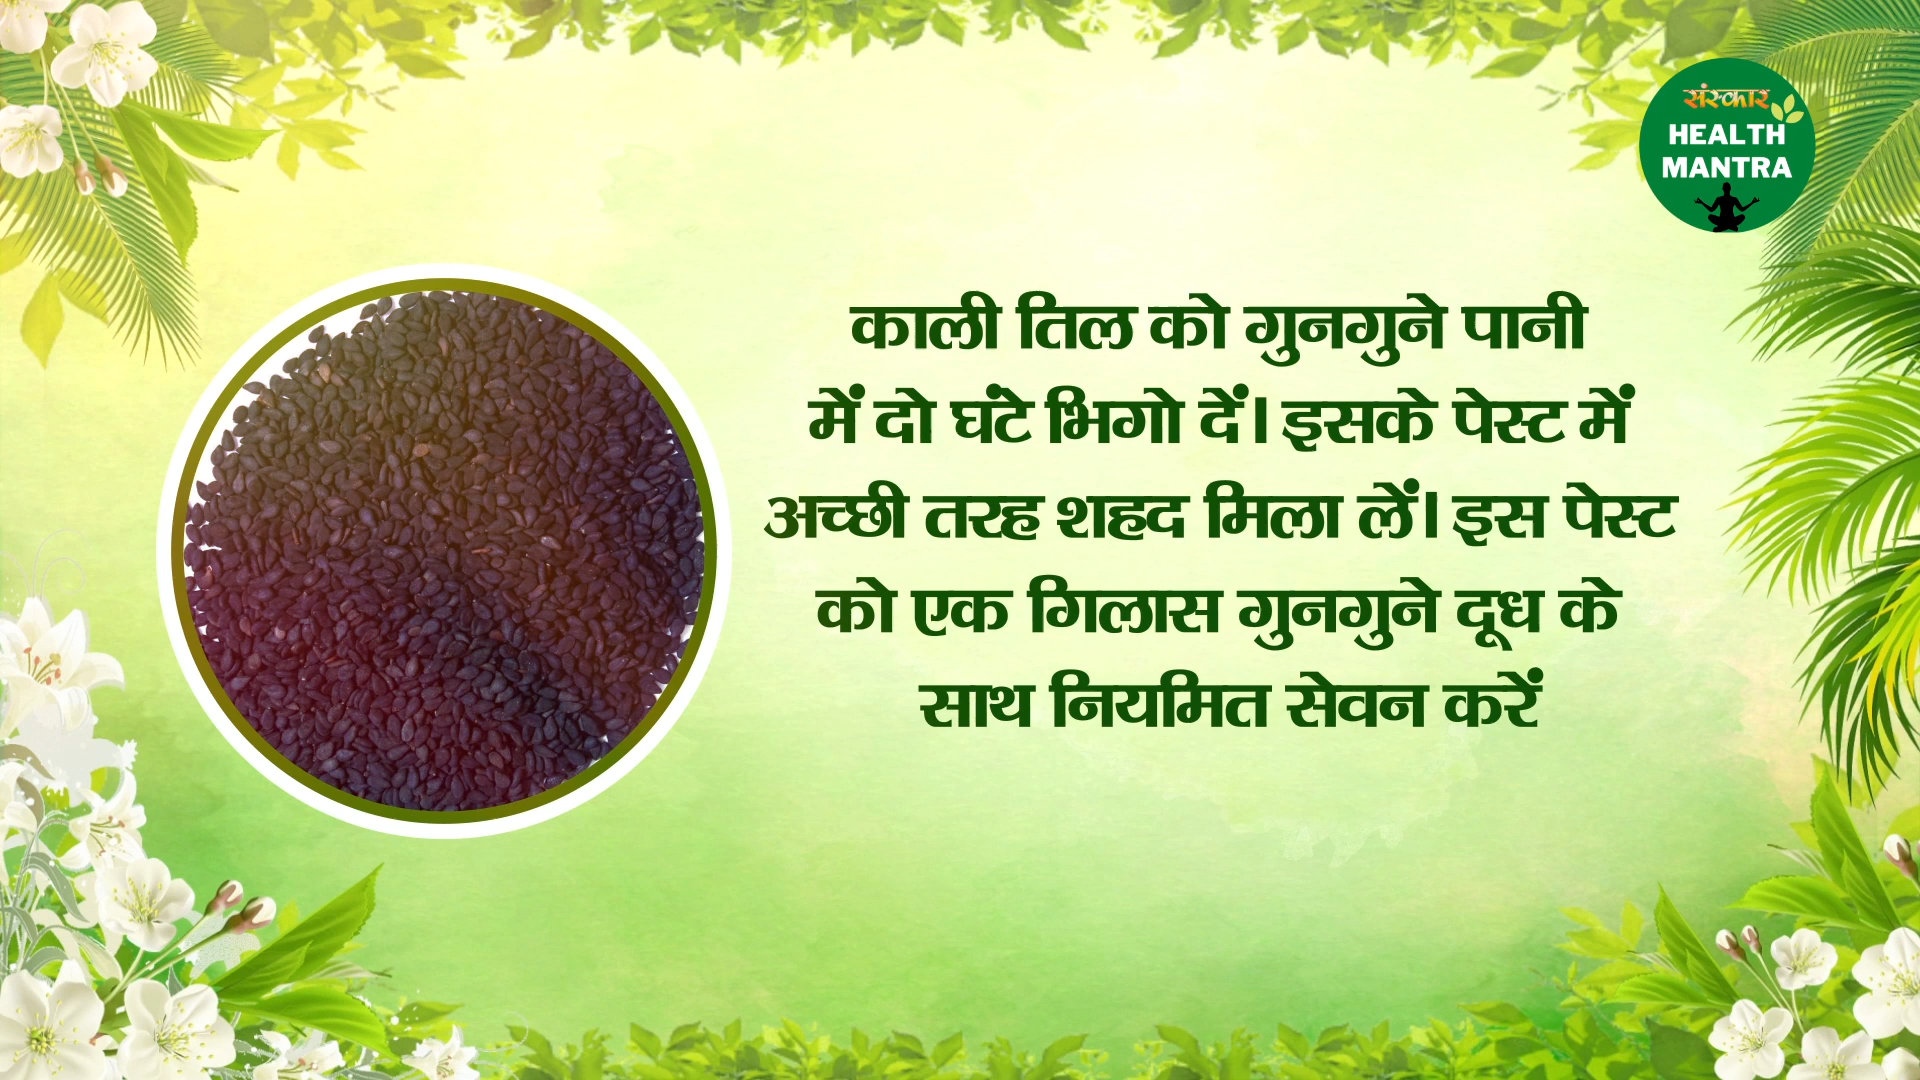 संस्कार
HEALTH
MANTRA
काली तिल को गुनगुने पानी
में दो घंटे भिगो दें। इसके पेस्ट में
अच्छी तरह शहद मिला लें। इस पेस्ट
को एक गिलास गुनगुने दूध के
साथ नियमित सेवन करें